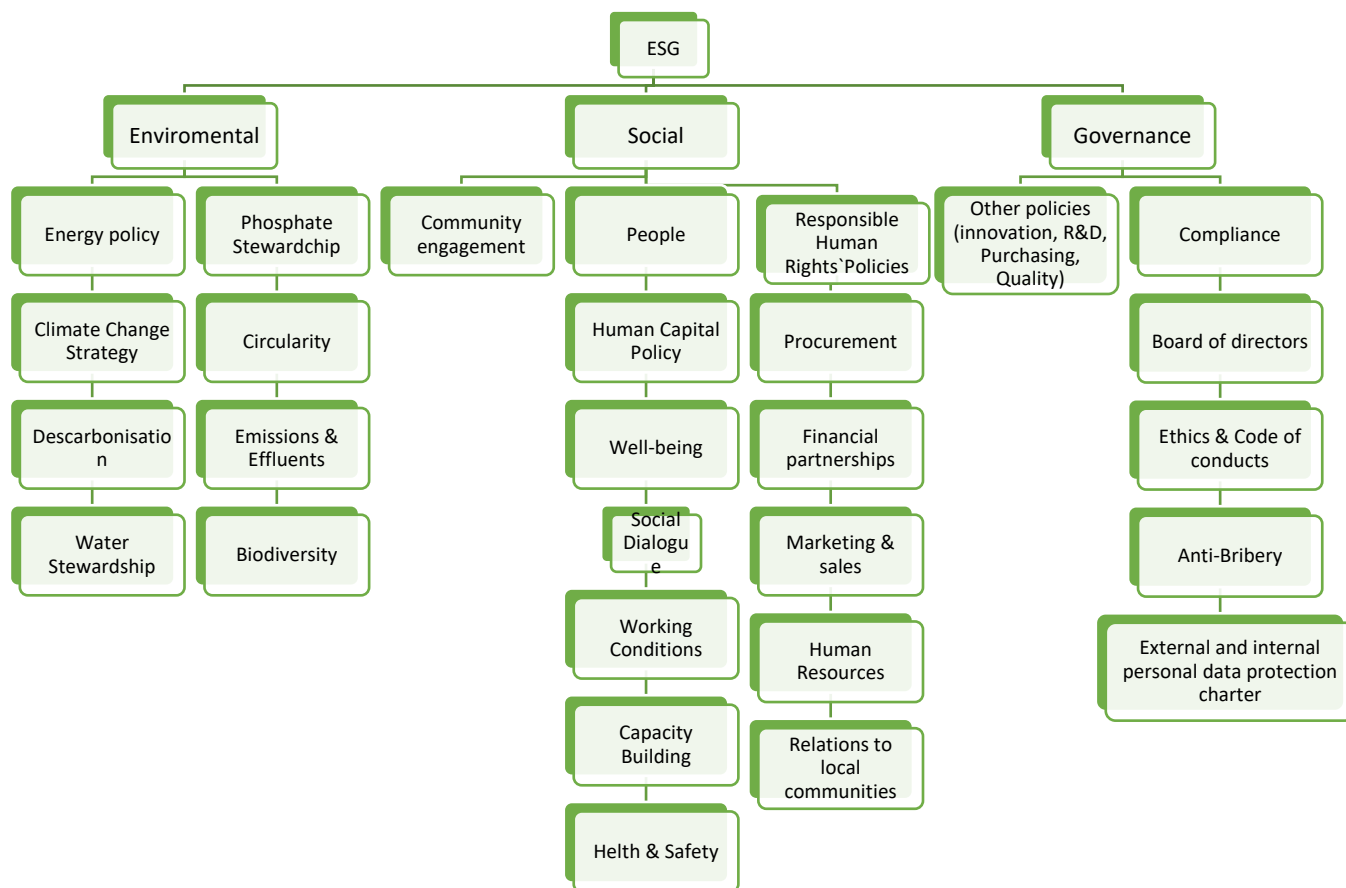 ESG
Enviromental
Social
Governance
Energy policy
Phosphate
Stewardchip
Community
engagement
People
Responsible
Human
Rights`Policies
Other policies
(innovation, R&D,
Purchasing,
Quality)
Compliance
Climate Change
Strategy
Circularity
Human Capital
Policy
Procurement
Board of directors
Descarbonisatio
n
Emissions &
Effluents
Well-being
Financial
partnerships
Ethics & Code of
conducts
Water
Stewardship
Biodiversity
Social
Dialogu
e
Marketing &
sales
Anti-Bribery
Working
Conditions
Human
Resources
External and internal
personal data protection
charter
Capacity
Building
Relations to
local
communities
Helth & Safety